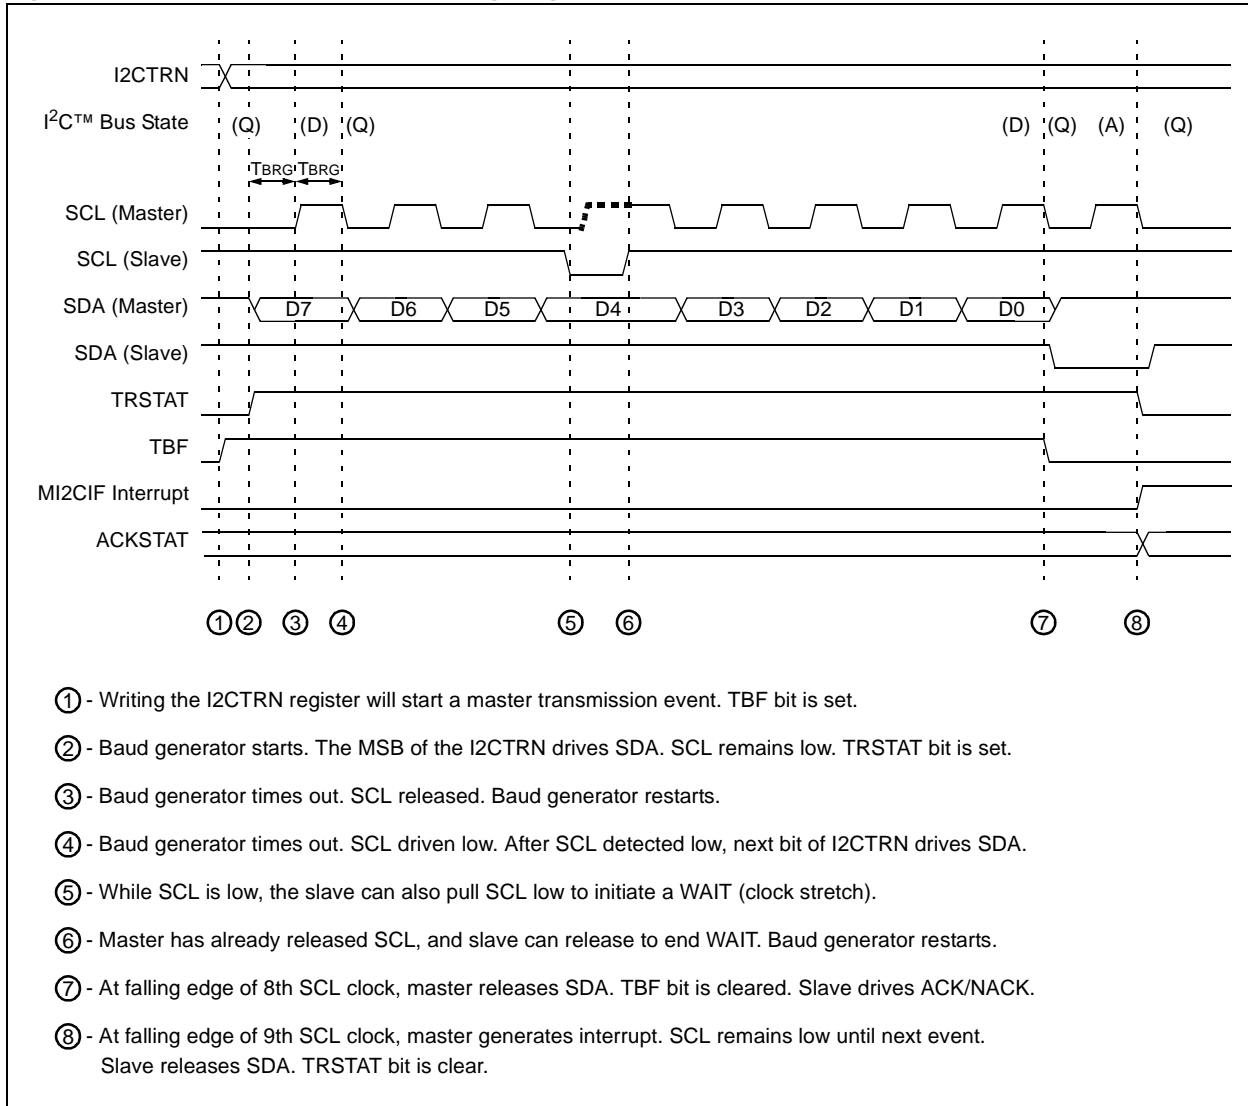 I2CTRN
I²C™ Bus State (Q) (D) (Q) (D) (Q) (A) (Q)
TBRG TBRG
SCL (Master)
SCL (Slave)
SDA (Master) D7 D6 D5 D4 D3 D2 D1 D0
SDA (Slave)
TRSTAT
TBF
MI2CIF Interrupt
ACKSTAT
① ② ③ ④ ⑤ ⑥ ⑦ ⑧
① - Writing the I2CTRN register will start a master transmission event. TBF bit is set.
② - Baud generator starts. The MSB of the I2CTRN drives SDA. SCL remains low. TRSTAT bit is set.
③ - Baud generator times out. SCL released. Baud generator restarts.
④ - Baud generator times out. SCL driven low. After SCL detected low, next bit of I2CTRN drives SDA.
⑤ - While SCL is low, the slave can also pull SCL low to initiate a WAIT (clock stretch).
⑥ - Master has already released SCL, and slave can release to end WAIT. Baud generator restarts.
⑦ - At falling edge of 8th SCL clock, master releases SDA. TBF bit is cleared. Slave drives ACK/NACK.
⑧ - At falling edge of 9th SCL clock, master generates interrupt. SCL remains low until next event.
Slave releases SDA. TRSTAT bit is clear.